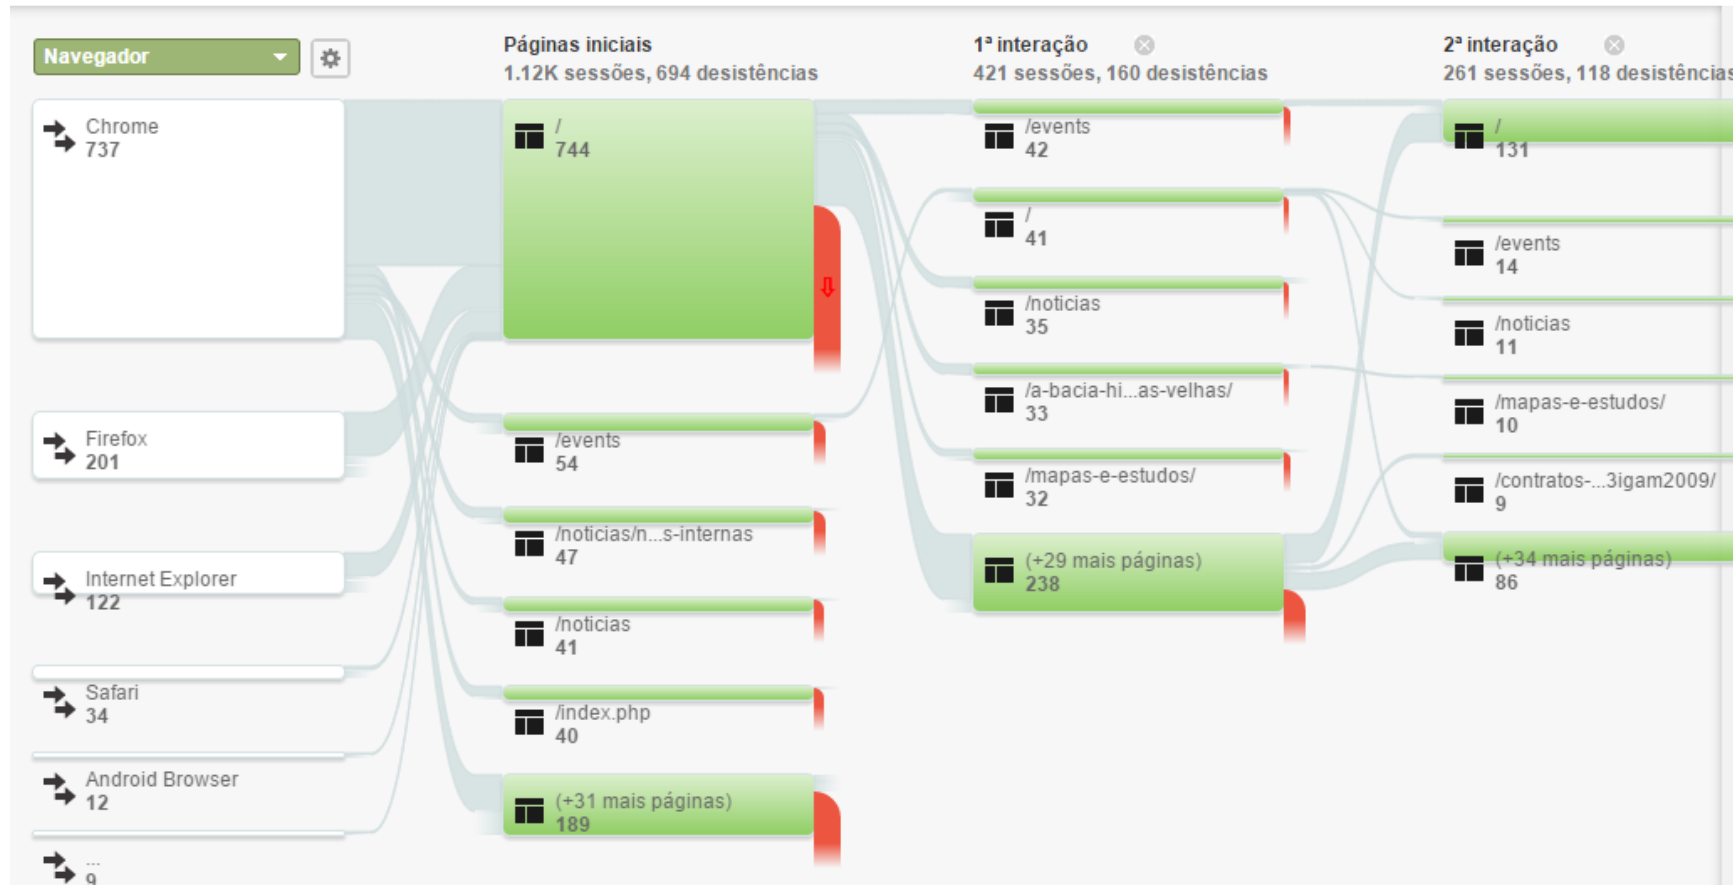 Navegador
Páginas iniciais
1.12K sessões, 694 desistências
1ª interação
421 sessões, 160 desistências
2ª interação
261 sessões, 118 desistências
Chrome
737
Firefox
201
Internet Explorer
122
Safari
34
Android Browser
12
...
9
/
744
/events
54
/noticias/n...s-internas
47
/noticias
41
/index.php
40
(+31 mais páginas)
189
/events
42
/
41
/noticias
35
/a-bacia-hi...as-velhas/
33
/mapas-e-estudos/
32
(+29 mais páginas)
238
/
131
/events
14
/noticias
11
/mapas-e-estudos/
10
/contratos-...3igam2009/
9
(+34 mais páginas)
86